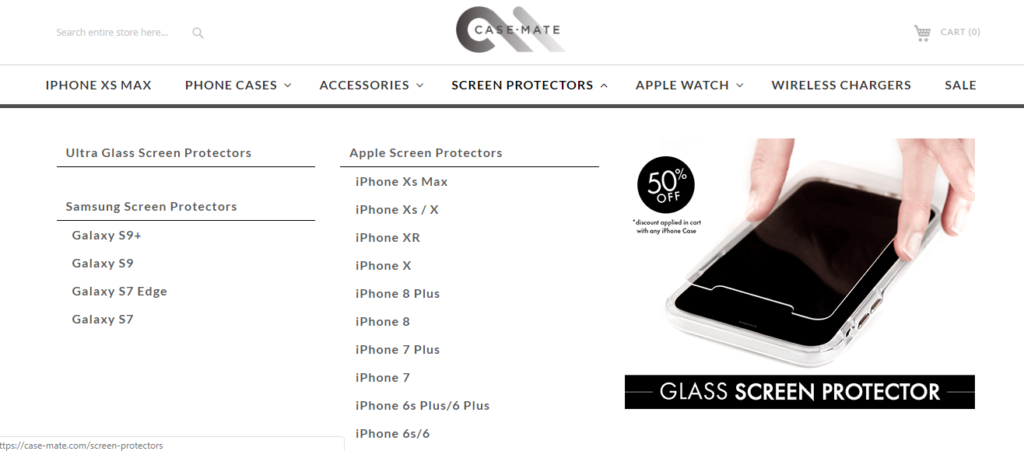 Search entire store here...
CASE·MATE
CART (0)
IPHONE XS MAX
PHONE CASES
ACCESSORIES
SCREEN PROTECTORS
APPLE WATCH
WIRELESS CHARGERS
SALE
Ultra Glass Screen Protectors
Samsung Screen Protectors
Galaxy S9+
Galaxy S9
Galaxy S7 Edge
Galaxy S7
Apple Screen Protectors
iPhone Xs Max
iPhone Xs / X
iPhone XR
iPhone X
iPhone 8 Plus
iPhone 8
iPhone 7 Plus
iPhone 7
iPhone 6s Plus/6 Plus
iPhone 6s/6
50%
OFF
*discount applied in cart
with any iPhone Case
GLASS SCREEN PROTECTOR
ttps://case-mate.com/screen-protectors